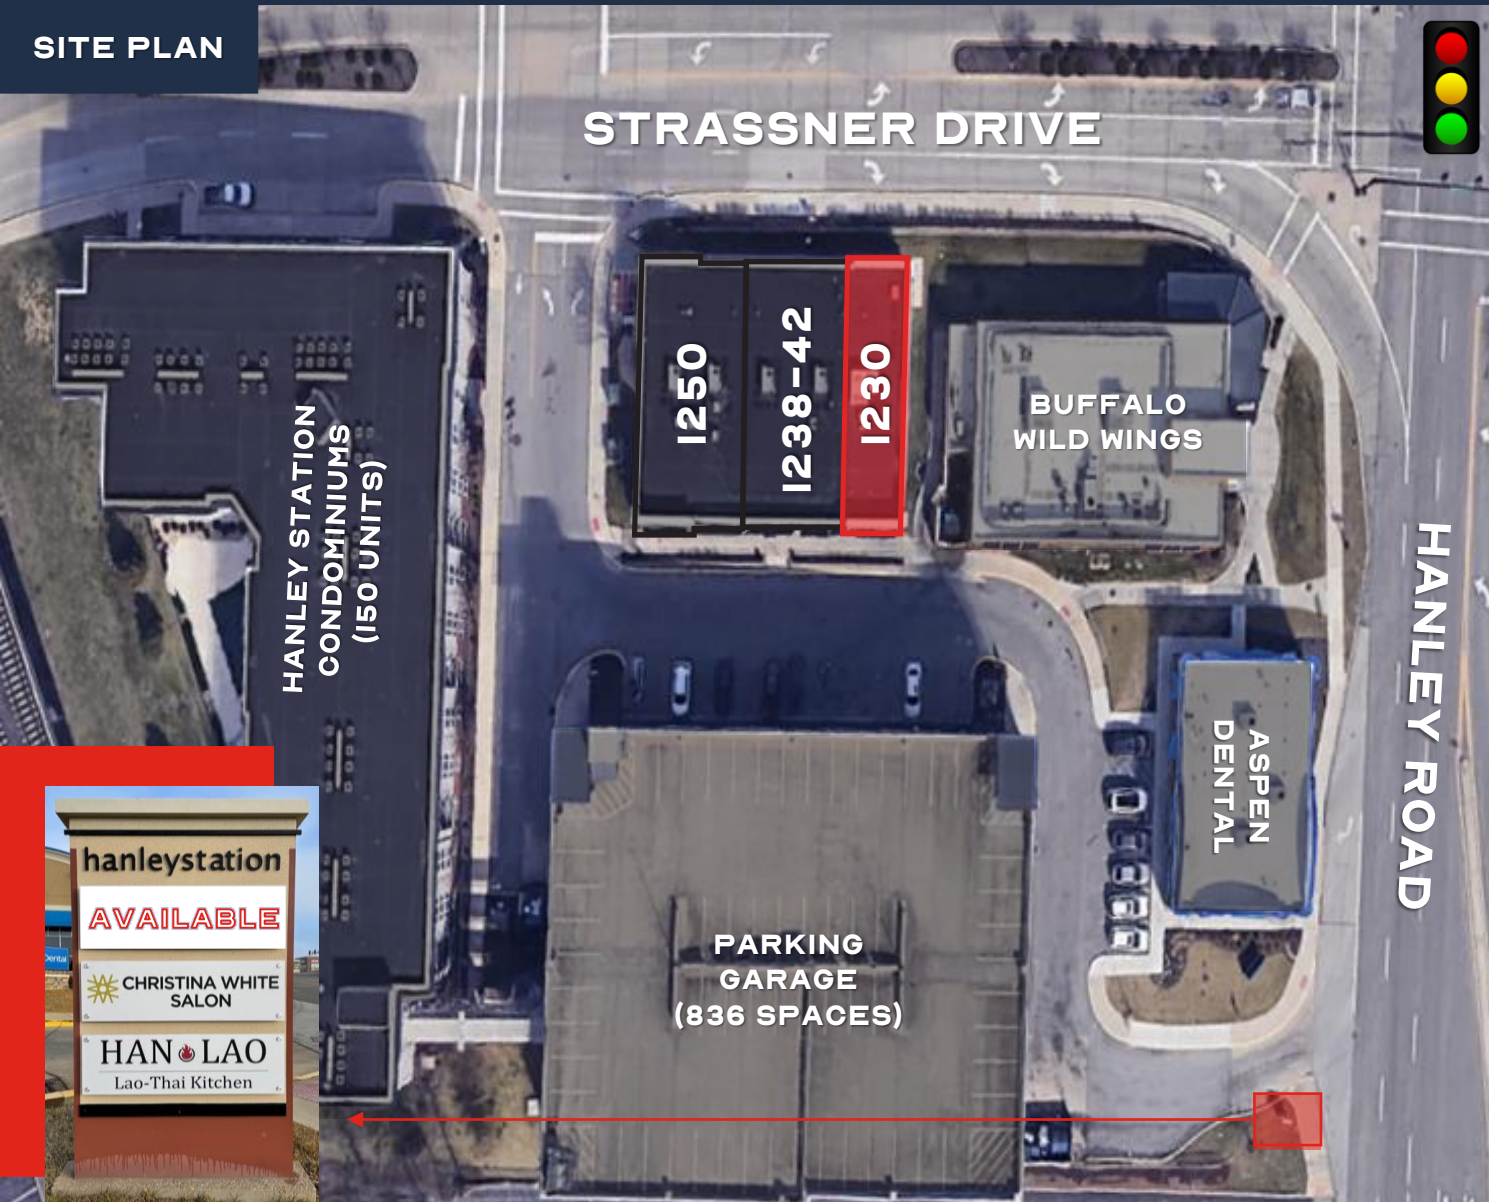 SITE PLAN
STRASSNER DRIVE
1250
1238-42
1230
BUFFALO
WILD WINGS
HANLEY STATION
CONDOMINIUMS
(150 UNITS)
HANLEY ROAD
ASPEN
DENTAL
PARKING
GARAGE
(836 SPACES)
hanleystation
AVAILABLE
Dental
CHRISTINA WHITE
SALON
HAN LAO
Lao-Thai Kitchen